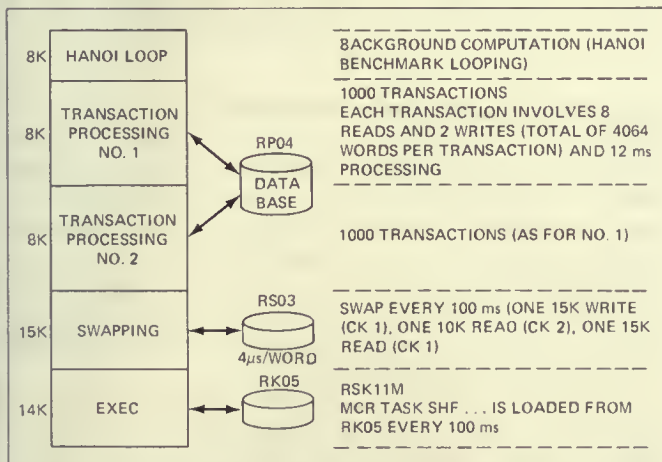 8K
HANOI LOOP
8ACKGROUND COMPUTATION (HANOI
BENCHMARK LOOPING)
8K
TRANSACTION
PROCESSING
NO. 1
1000 TRANSACTIONS
EACH TRANSACTION INVOLVES 8
READS AND 2 WRITES (TOTAL OF 4064
WORDS PER TRANSACTION) AND 12 ms
PROCESSING
RP04
DATA
BASE
8K
TRANSACTION
PROCESSING
NO. 2
1000 TRANSACTIONS (AS FOR NO. 1)
15K
SWAPPING
RS03
4μs/WORD
SWAP EVERY 100 ms (ONE 15K WRITE
(CK 1), ONE 10K REAO (CK 2), ONE 15K
REAO (CK 1)
14K
EXEC
RK05
RSK11M
MCR TASK SHF ... IS LOADED FROM
RK05 EVERY 100 ms